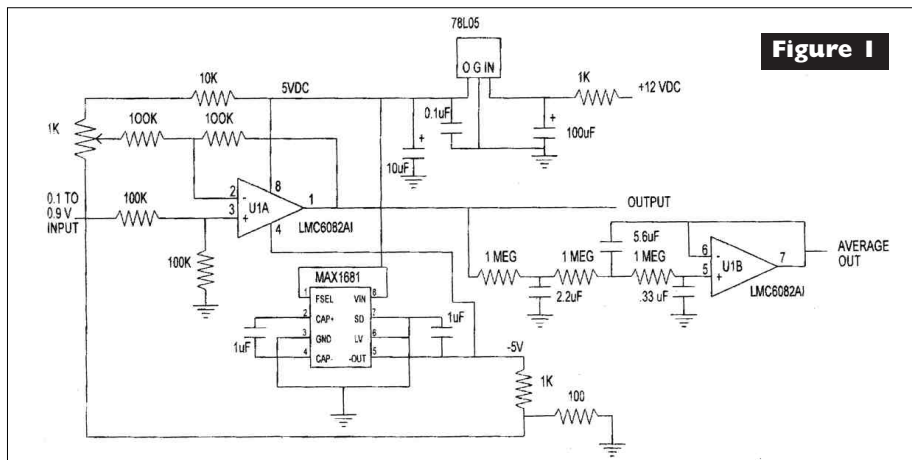 78L05
Figure 1
O G IN
1K
+12 VDC
10K
5VDC
0.1uF
+
100uF
1K
100K
100K
+
10uF
2
-
8
U1A
1
3
+
4
LMC6082AI
0.1 TO
0.9 V
INPUT
100K
100K
OUTPUT
5.6uF
6
-
7
U1B
5
+
LMC6082AI
AVERAGE
OUT
1 MEG
1 MEG
1 MEG
2.2uF
.33 uF
MAX1681
1
FSEL
VIN
8
2
CAP+
SD
7
3
GND
LV
6
4
CAP-
-OUT
5
1uF
1uF
-5V
1K
100